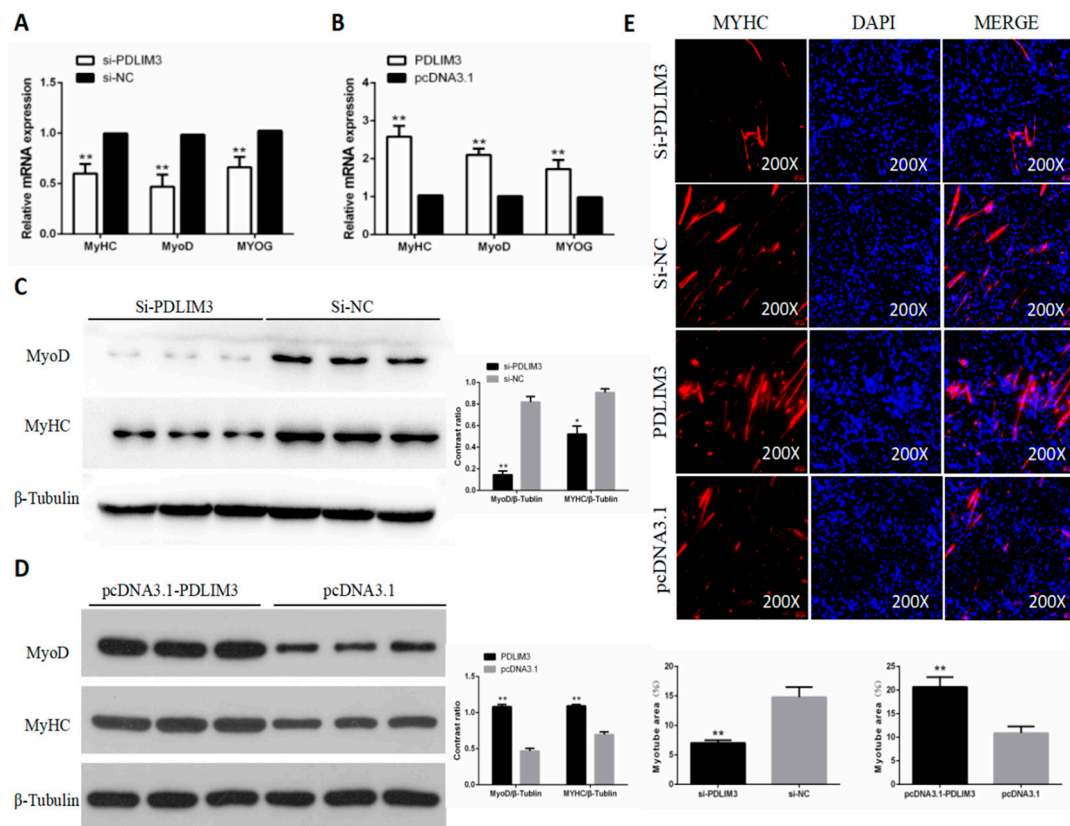 A
si-PDLIM3
si-NC
Relative mRNA expression
1.5
1.0
0.5
0.0
**
**
**
MyHC
MyoD
MYOG
B
PDLIM3
pcDNA3.1
Relative mRNA expression
4
3
2
1
0
**
**
**
MyHC
MyoD
MYOG
C
Si-PDLIM3
Si-NC
MyoD
MyHC
β-Tubulin
si-PDLIM3
si-NC
Contrast ratio
1.0
0.8
0.6
0.4
0.2
0.0
**
*
MyoD/β-Tublin
MYHC/β-Tublin
D
pcDNA3.1-PDLIM3
pcDNA3.1
MyoD
MyHC
β-Tubulin
PDLIM3
pcDNA3.1
Contrast ratio
1.5
1.0
0.5
0.0
**
**
MyoD/β-Tublin
MYHC/β-Tublin
E
MYHC
DAPI
MERGE
Si-PDLIM3
200X
200X
200X
Si-NC
200X
200X
200X
PDLIM3
200X
200X
200X
pcDNA3.1
200X
200X
200X
Myotube area (%)
20
15
10
5
0
**
si-PDLIM3
si-NC
Myotube area (%)
25
20
15
10
5
0
**
pcDNA3.1-PDLIM3
pcDNA3.1